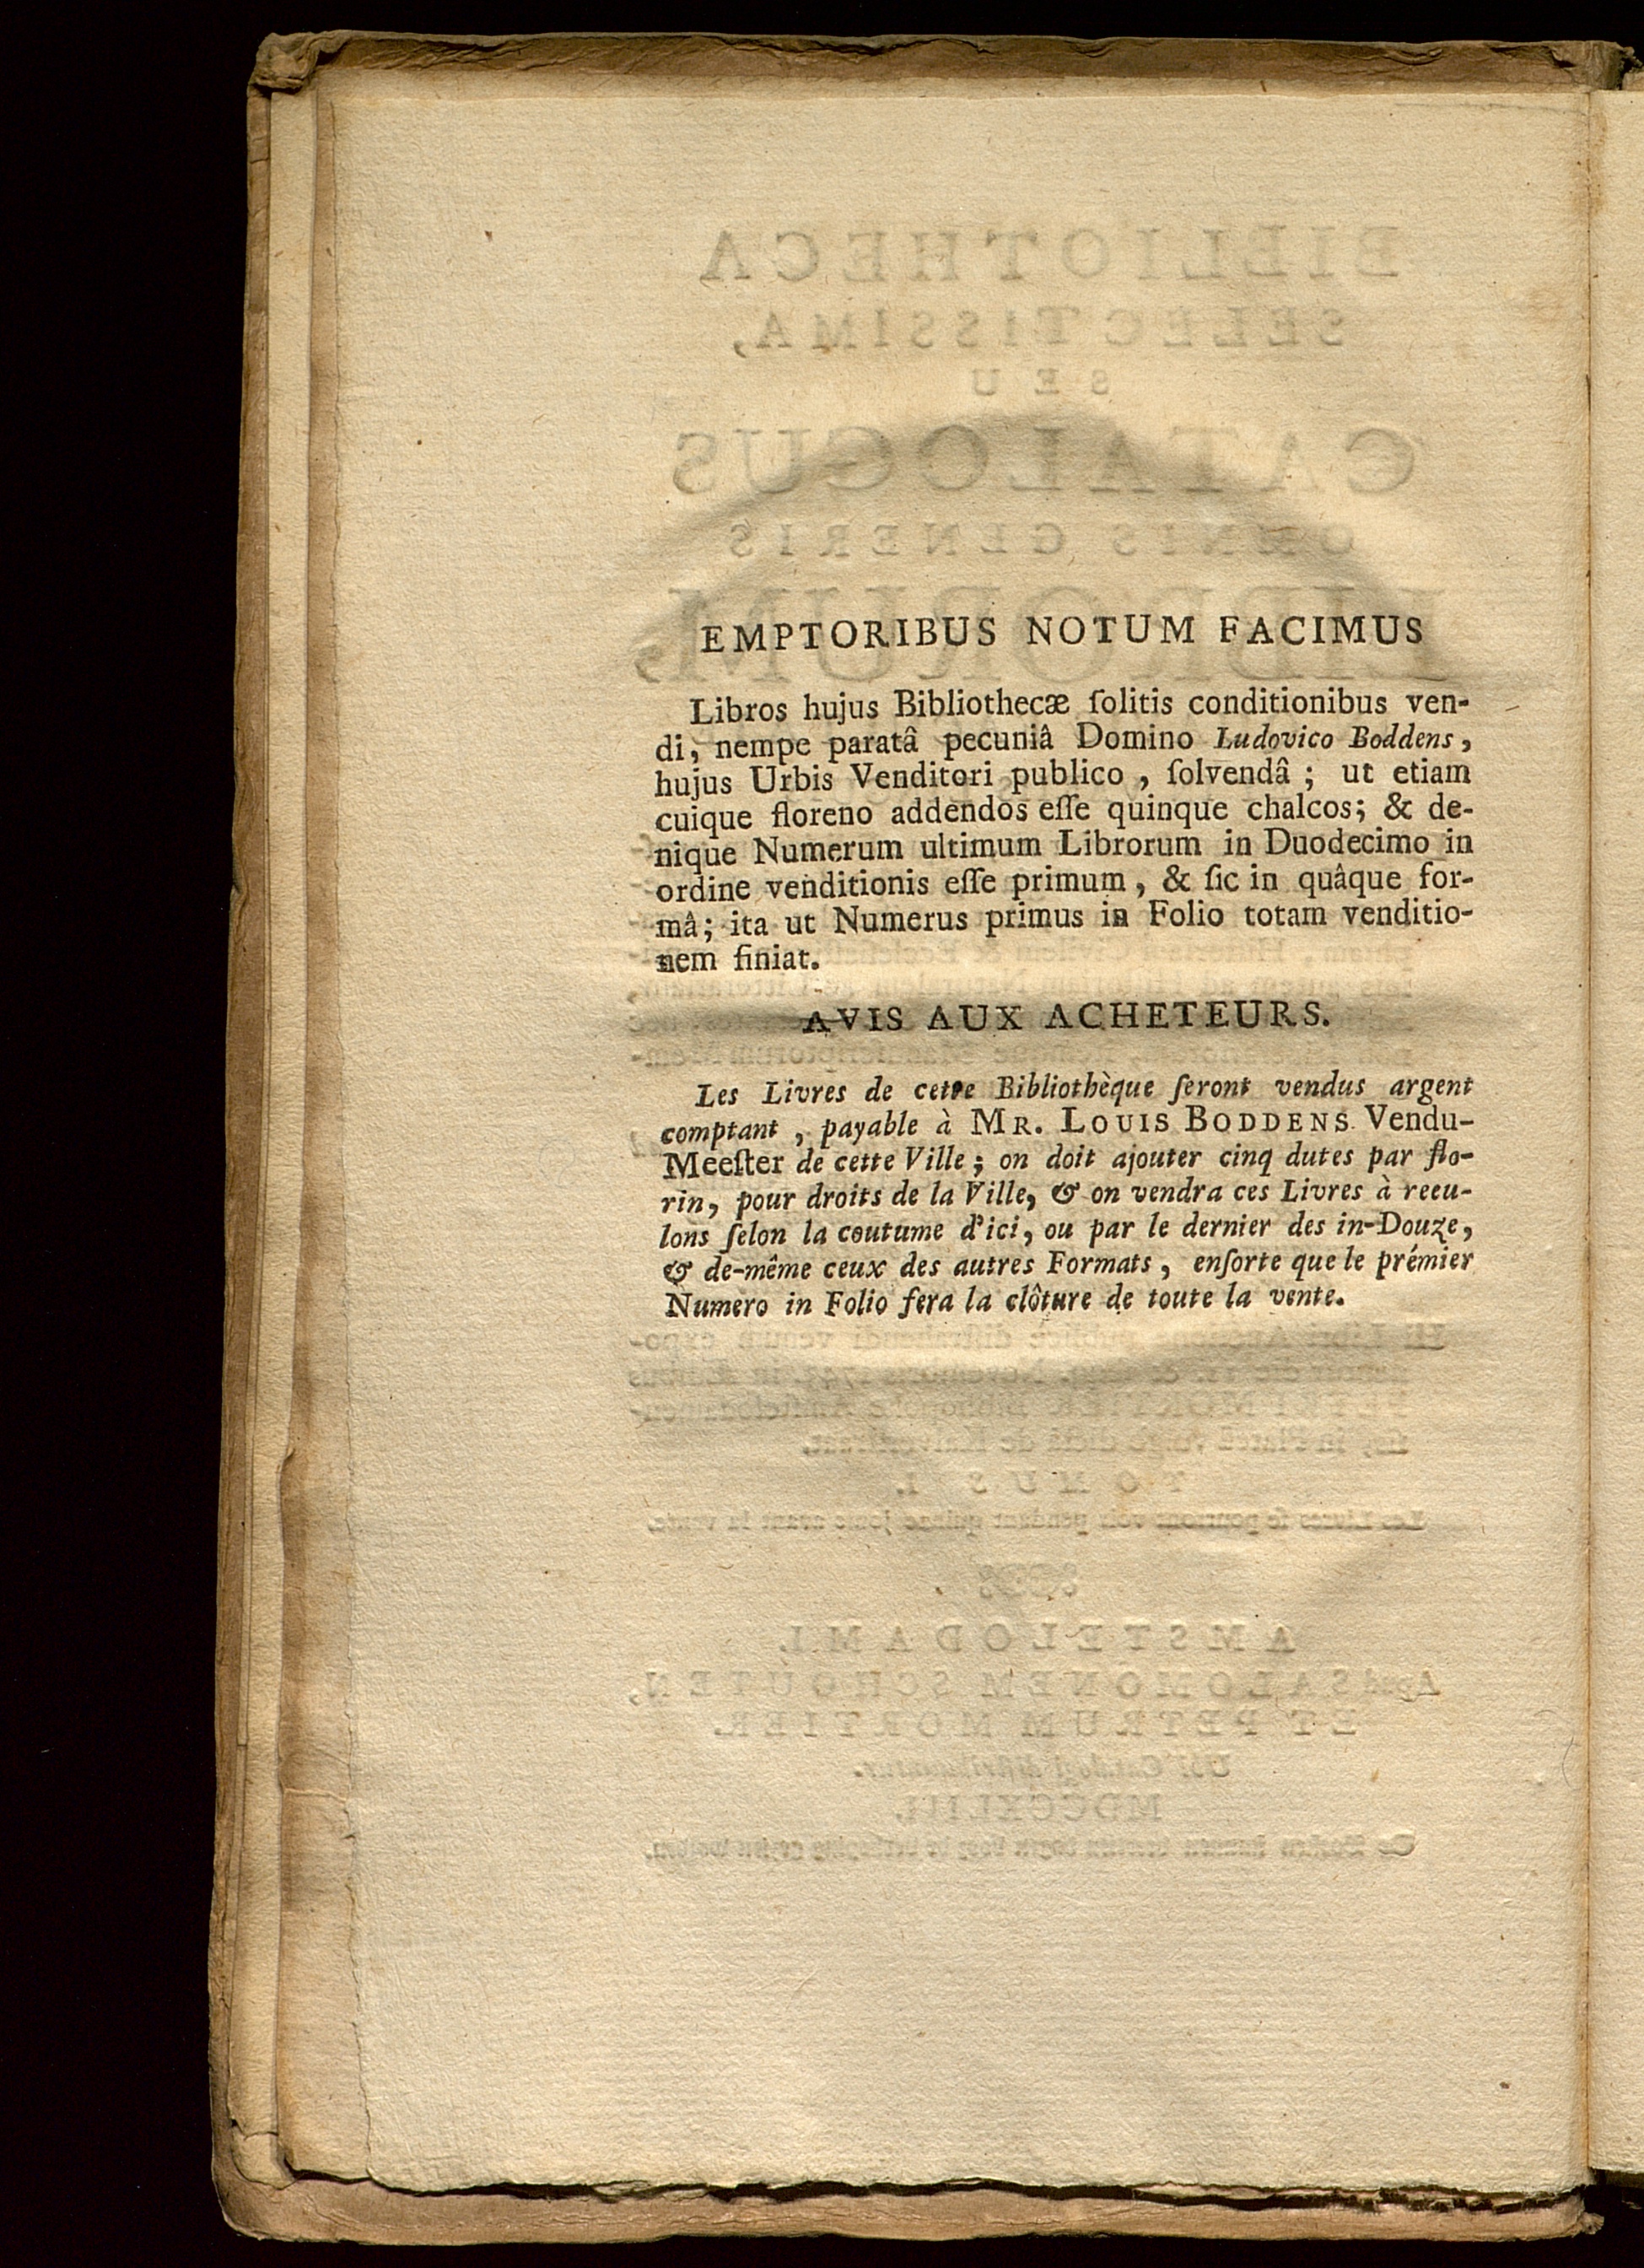 EMPTORIBUS NOTUM FACIMUS
Libros hujus Bibliothecæ ſolitis conditionibus ven-
di, nempe paratâ pecuniâ Domino Ludovico Boddens,
hujus Urbis Venditori publico, ſolvendâ; ut etiam
cuique floreno addendos eſſe quinque chalcos; & de-
nique Numerum ultimum Librorum in Duodecimo in
ordine venditionis eſſe primum, & ſic in quâque for-
mâ; ita ut Numerus primus in Folio totam venditio-
nem finiat.
AVIS AUX ACHETEURS.
Les Livres de cette Bibliothèque ſeront vendus argent
comptant, payable à MR. LOUIS BODDENS Vendu-
Meeſter de cette Ville; on doit ajouter cinq dutes par flo-
rin, pour droits de la Ville, & on vendra ces Livres à recu-
lons ſelon la coutume d'ici, ou par le dernier des in-Douze,
& de-même ceux des autres Formats, enſorte que le prémier
Numero in Folio fera la clôture de toute la vente.